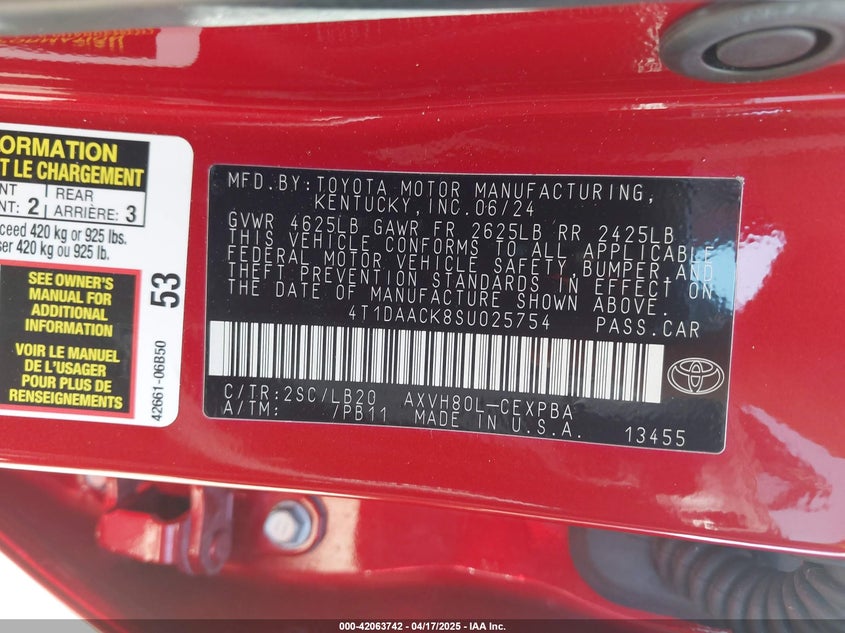 FORMATION
T LE CHARGEMENT
NT REAR
NT: 2 ARRIÈRE: 3
ceed 420 kg or 925 lbs.
ser 420 kg ou 925 lb.
SEE OWNER'S
MANUAL FOR
ADDITIONAL
INFORMATION
VOIR LE MANUEL
DE L'USAGER
POUR PLUS DE
RENSEIGNEMENTS
53
42661-06B50
MFD.BY:TOYOTA MOTOR MANUFACTURING,
KENTUCKY,INC.06/24
GVWR 4625LB GAWR FR 2625LB RR 2425LB
THIS VEHICLE CONFORMS TO ALL APPLICABLE
FEDERAL MOTOR VEHICLE SAFETY,BUMPER,AND
THEFT PREVENTION STANDARDS IN EFFECT ON
THE DATE OF MANUFACTURE SHOWN ABOVE.
4T1DAACK8SU025754 PASS.CAR
C/TR:2SC/LB20 AXVH80L-CEXPBA
A/TM: /PB11 MADE IN U.S.A. 13455
000-42063742 - 04/17/2025 - IAA Inc.